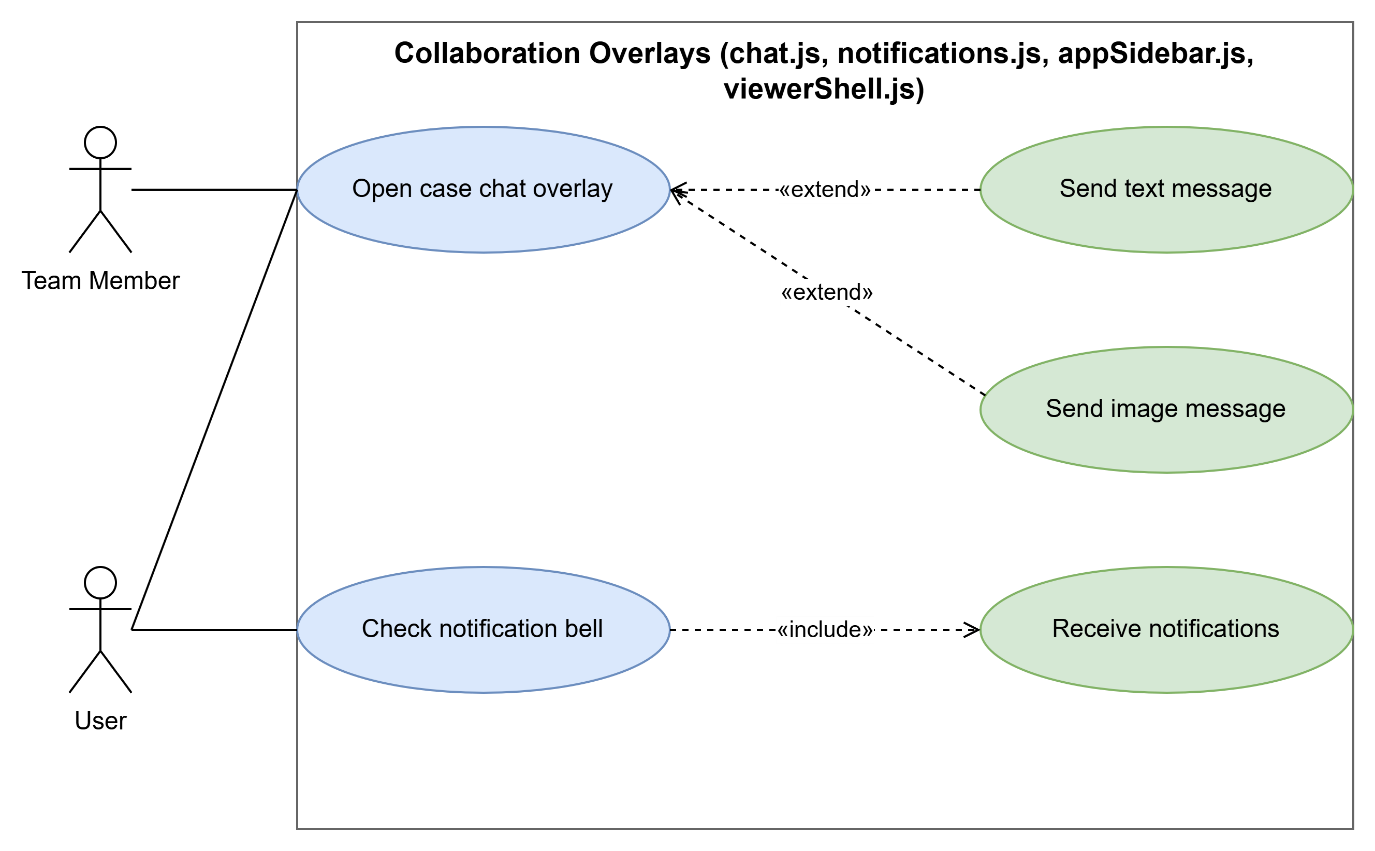 Collaboration Overlays (chat.js, notifications.js, appSidebar.js,
viewerShell.js)
Open case chat overlay
«extend»
Send text message
Team Member
«extend»
Send image message
Check notification bell
«include»
Receive notifications
User